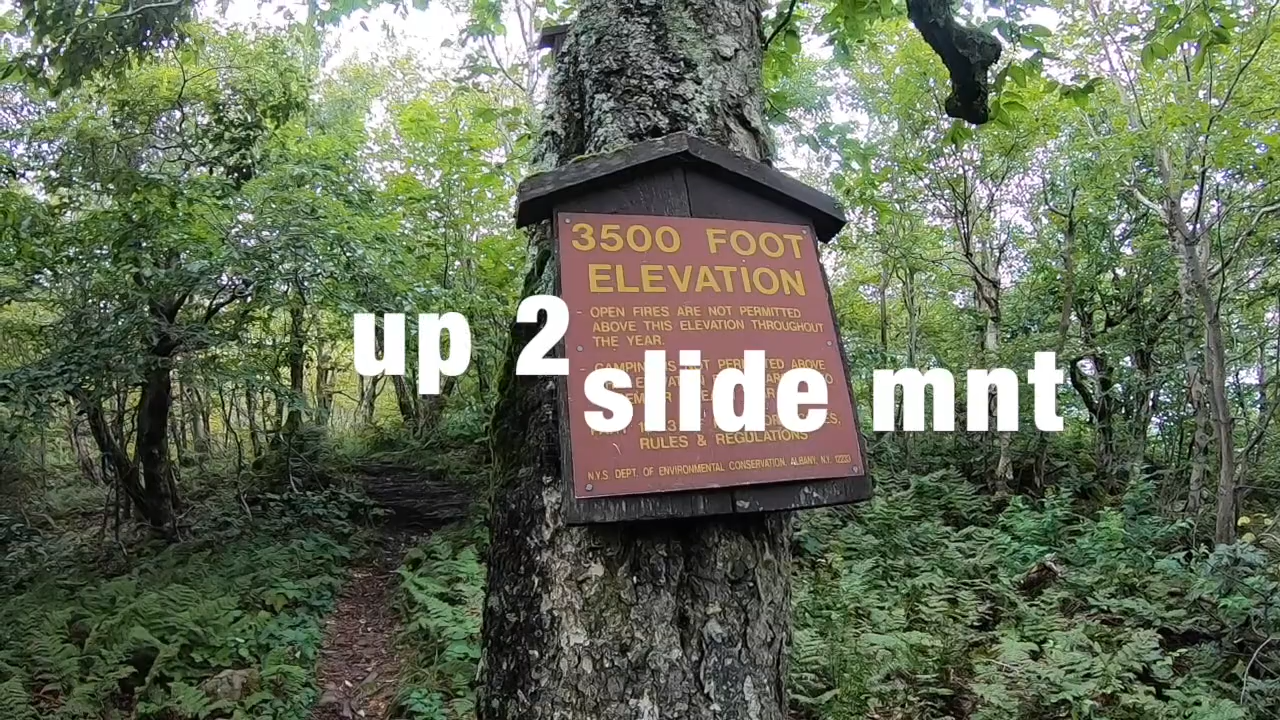 3500 FOOT
ELEVATION
- OPEN FIRES ARE NOT PERMITTED
ABOVE THIS ELEVATION THROUGHOUT
THE YEAR.
up 2
slide mnt
RULES & REGULATIONS
N.Y.S. DEPT. OF ENVIRONMENTAL CONSERVATION, ALBANY, N.Y. 12233